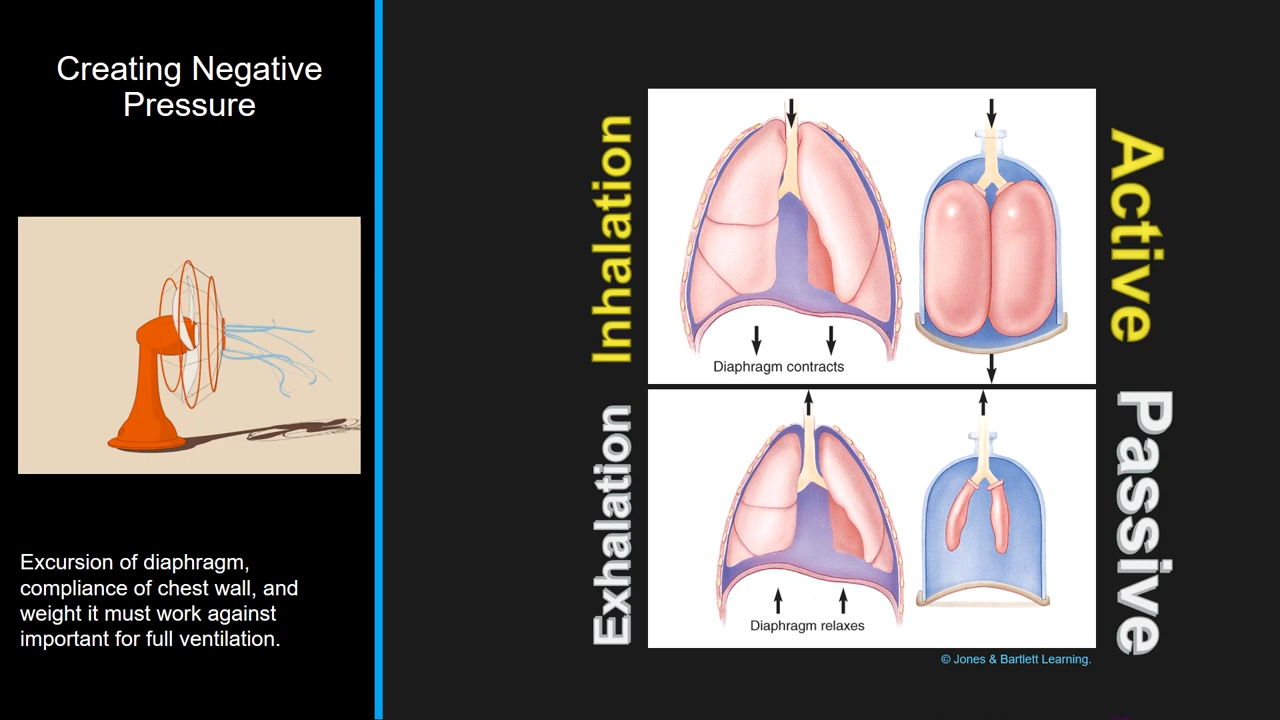 Creating Negative
Pressure
Excursion of diaphragm,
compliance of chest wall, and
weight it must work against
important for full ventilation.
Inhalation
Active
Diaphragm contracts
Exhalation
Passive
Diaphragm relaxes
© Jones & Bartlett Learning.